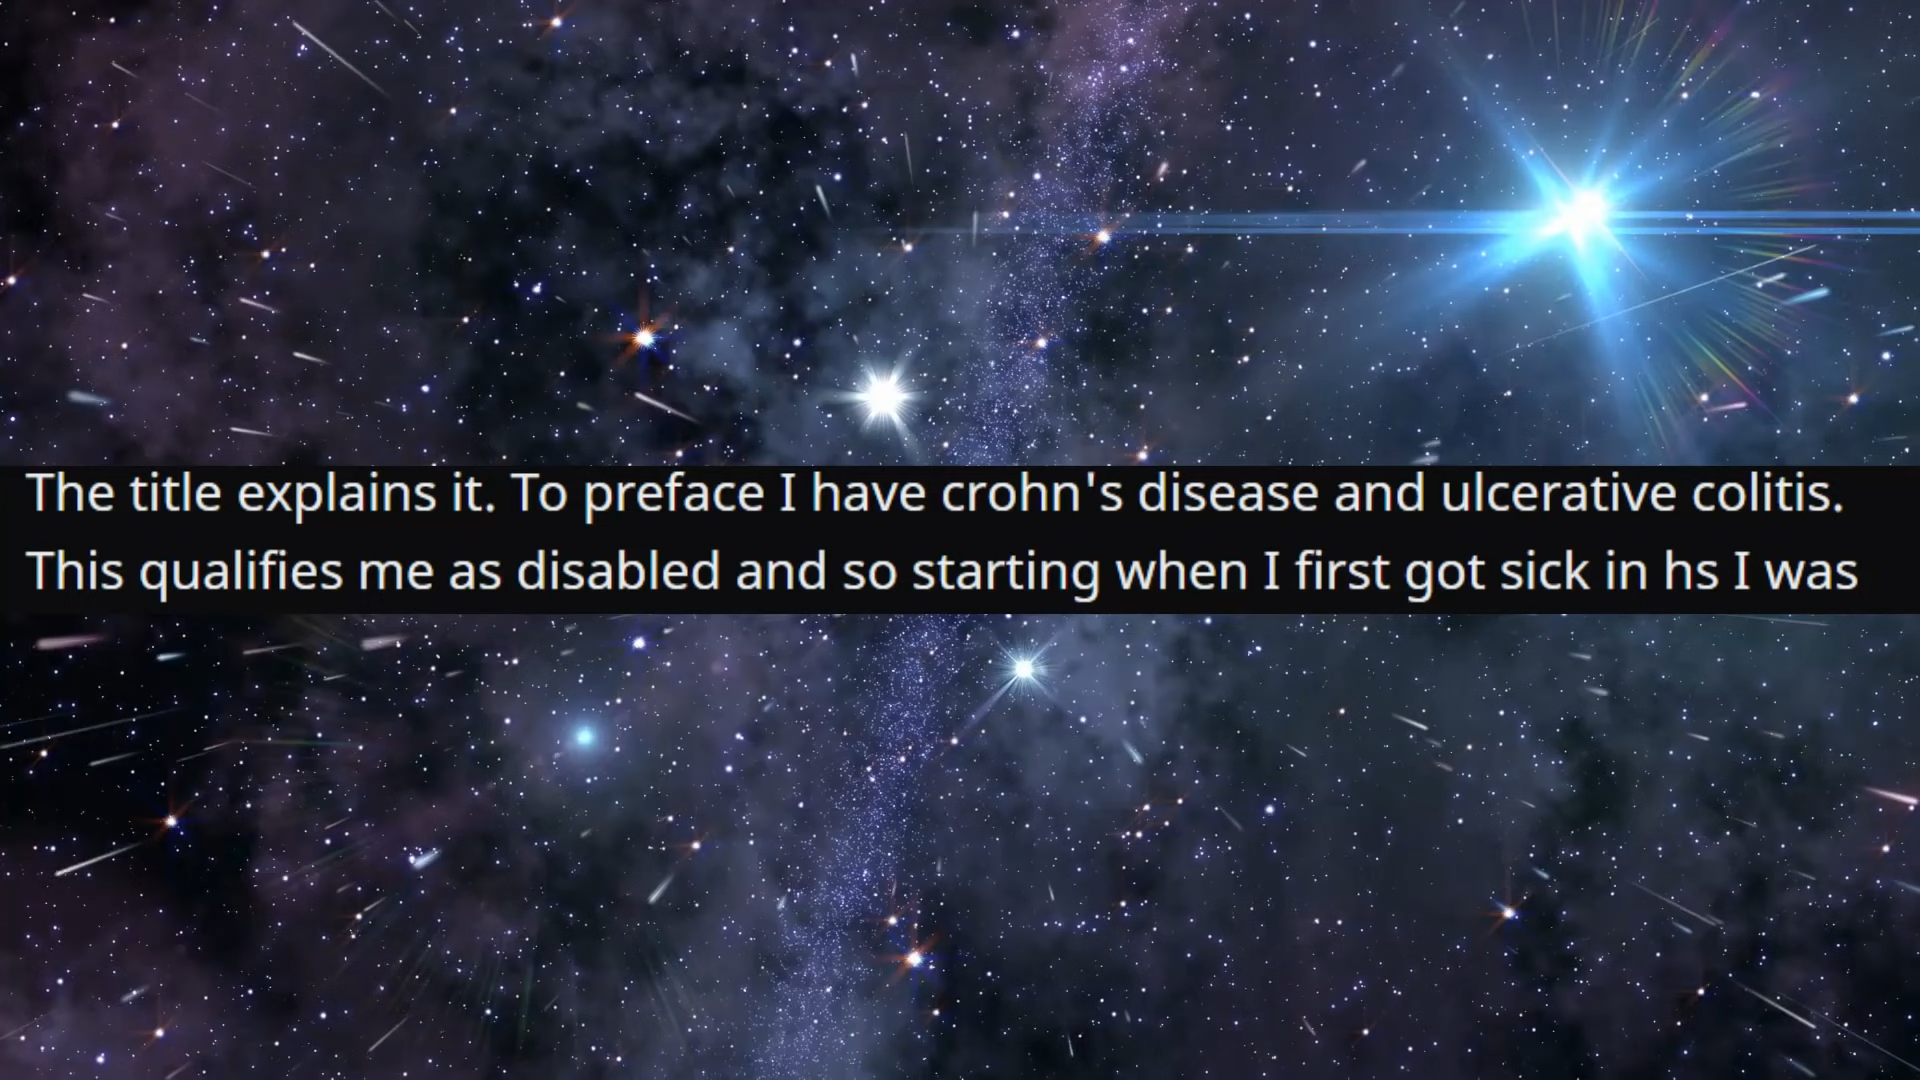 The title explains it. To preface I have crohn's disease and ulcerative colitis.
This qualifies me as disabled and so starting when I first got sick in hs I was